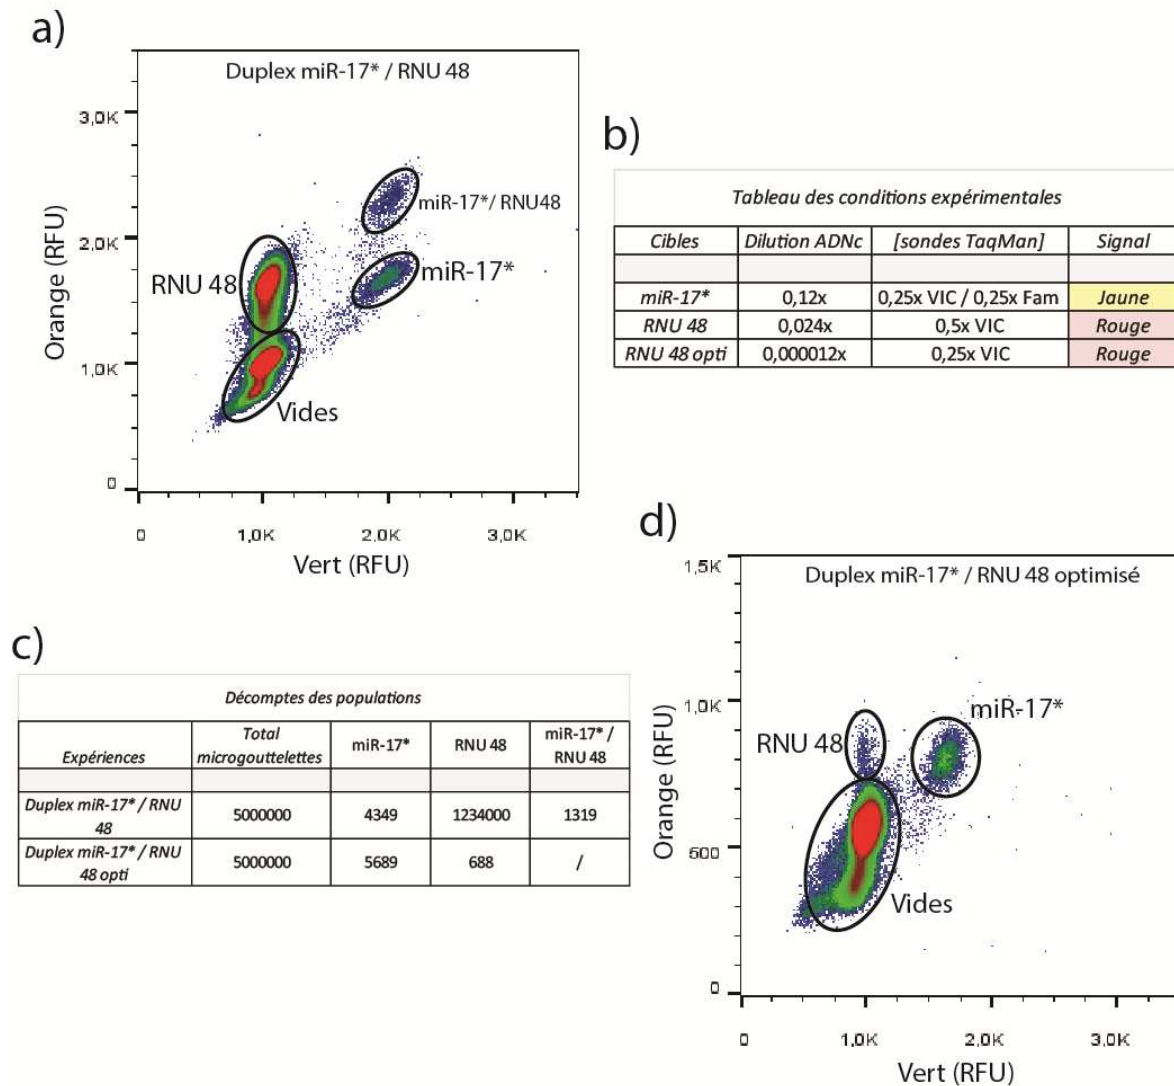 a)
Duplex miR-17* / RNU 48
3,0K
2,0K
1,0K
0
Orange (RFU)
RNU 48
miR-17*/ RNU48
miR-17*
Vides
0 1,0K 2,0K 3,0K
Vert (RFU)
b)
Tableau des conditions expérimentales
Cibles Dilution ADNc [sondes TaqMan] Signal
miR-17* 0,12x 0,25x VIC / 0,25x Fam Jaune
RNU 48 0,024x 0,5x VIC Rouge
RNU 48 opti 0,000012x 0,25x VIC Rouge
c)
Décomptes des populations
Expériences Total microgouttelettes miR-17* RNU 48 miR-17* / RNU 48
Duplex miR-17* / RNU 48 5000000 4349 1234000 1319
Duplex miR-17* / RNU 48 opti 5000000 5689 688 /
d)
Duplex miR-17* / RNU 48 optimisé
1,5K
1,0K
500
0
Orange (RFU)
RNU 48
miR-17*
Vides
0 1,0K 2,0K 3,0K
Vert (RFU)